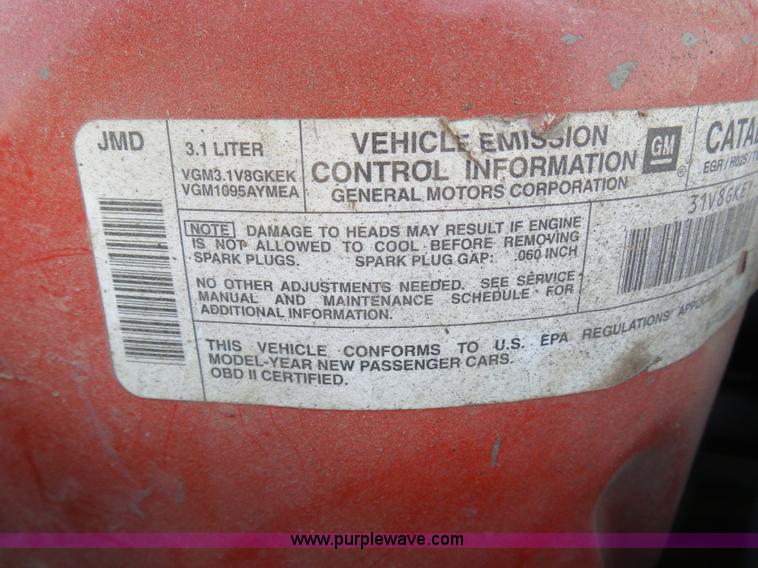 JMD
3.1 LITER
VGM3.1V8GKEK
VGM1095AYMEA
VEHICLE EMISSION
CONTROL INFORMATION
GENERAL MOTORS CORPORATION
GM
®
EGR / HO2S /
31V8GKEY
NOTE DAMAGE TO HEADS MAY RESULT IF ENGINE
IS NOT ALLOWED TO COOL BEFORE REMOVING
SPARK PLUGS. SPARK PLUG GAP: .060 INCH
NO OTHER ADJUSTMENTS NEEDED. SEE SERVICE
MANUAL AND MAINTENANCE SCHEDULE FOR
ADDITIONAL INFORMATION.
THIS VEHICLE CONFORMS TO U.S. EPA REGULATIONS
MODEL-YEAR NEW PASSENGER CARS.
OBD II CERTIFIED.
www.purplewave.com